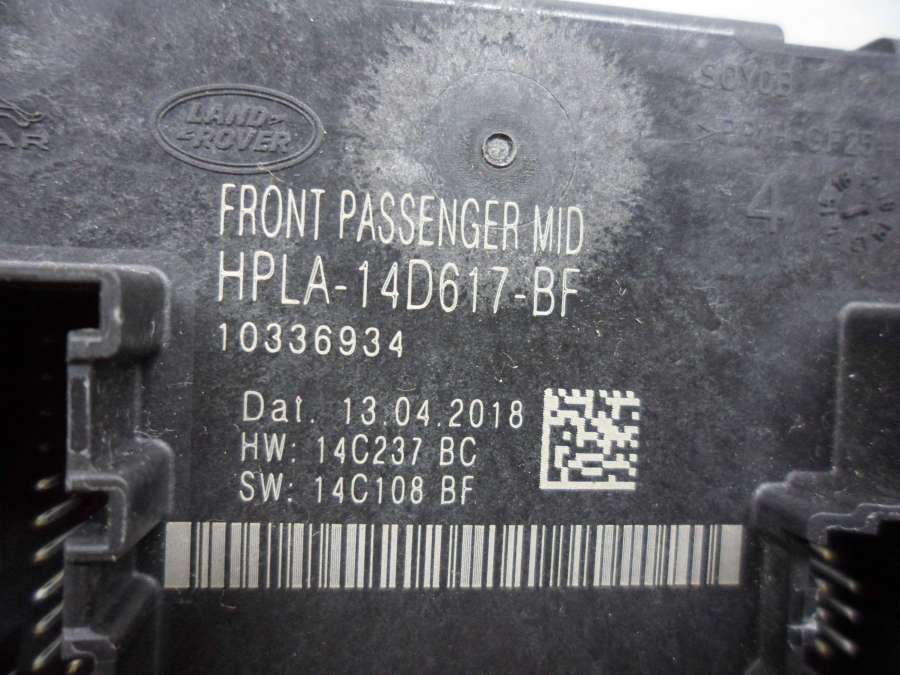 LAND
ROVER
FRONT PASSENGER MID
HPLA-14D617-BF
10336934
4
Dat. 13.04.2018
HW: 14C237 BC
SW: 14C108 BF